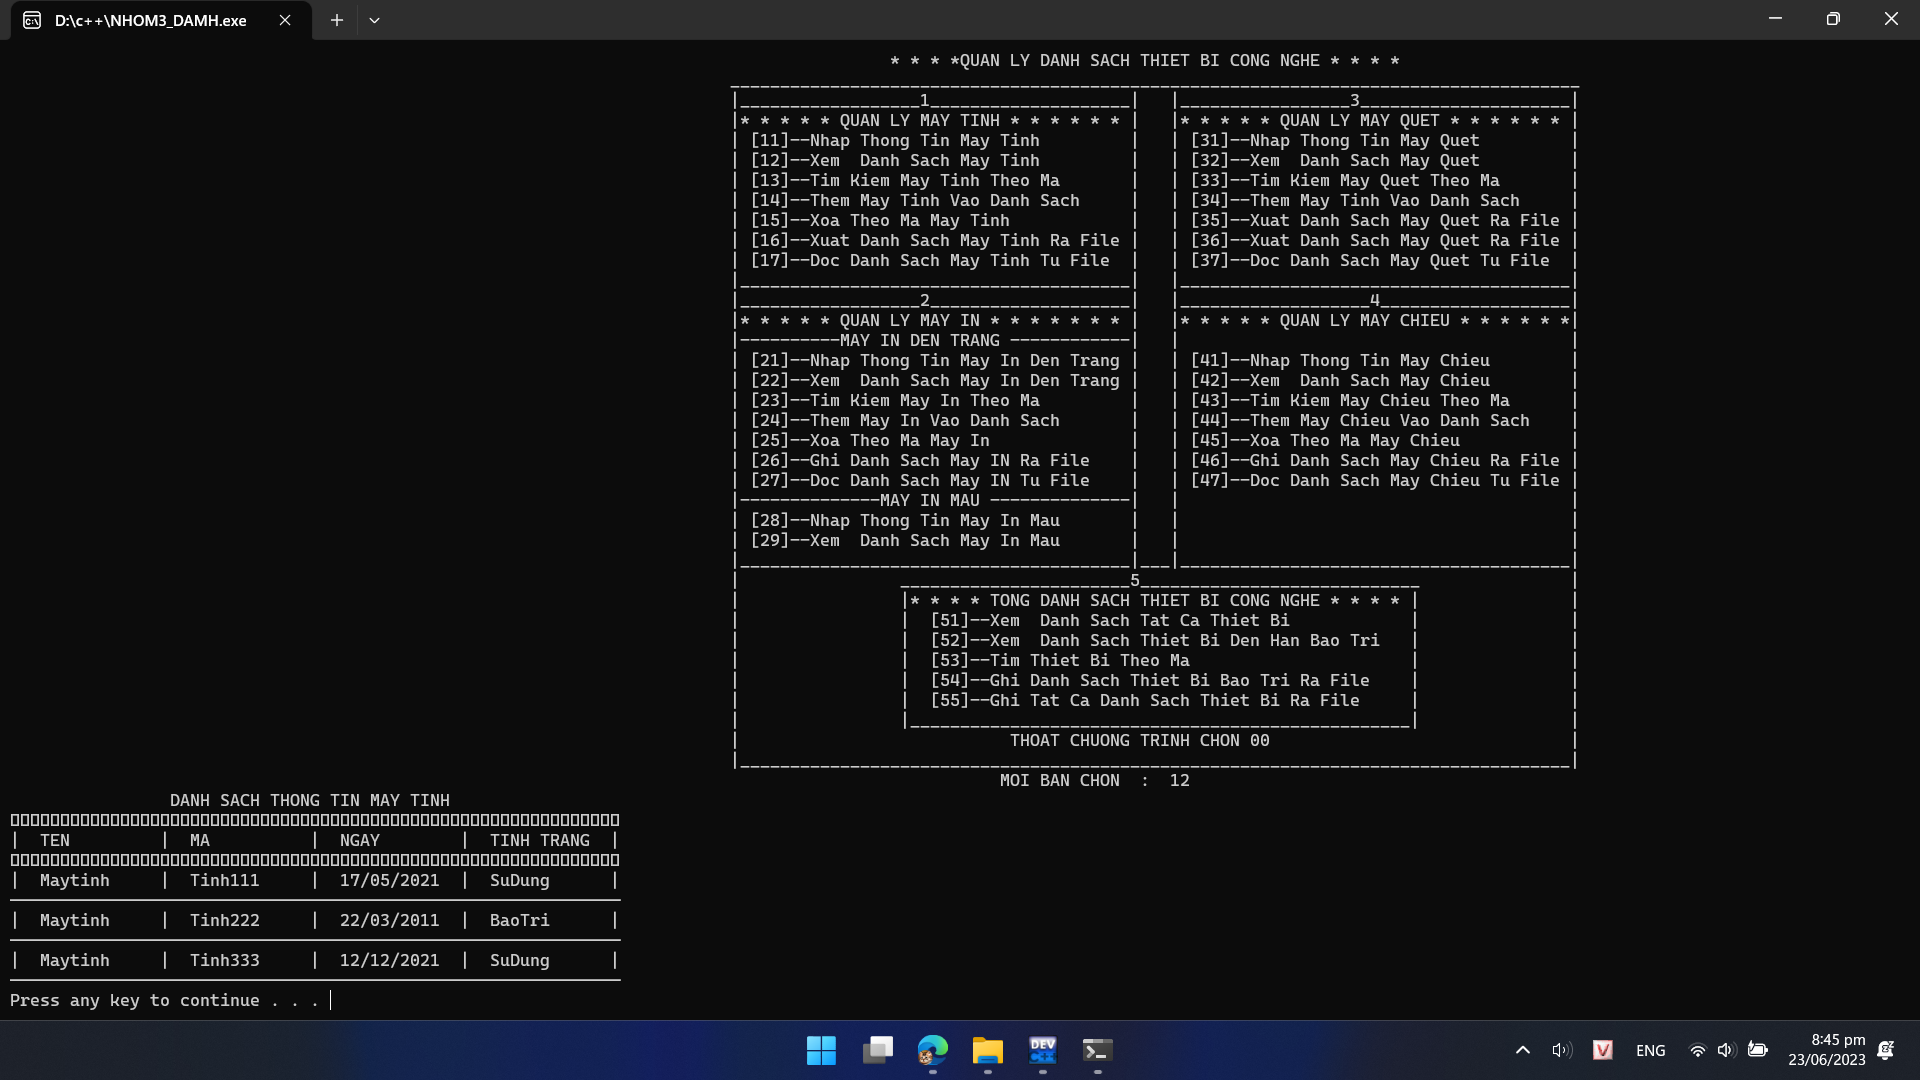 D:\c++\NHOM3_DAMH.exe
* * * *QUAN LY DANH SACH THIET BI CONG NGHE * * * *
1
* * * * * QUAN LY MAY TINH * * * * * *
[11]--Nhap Thong Tin May Tinh
[12]--Xem  Danh Sach May Tinh
[13]--Tim Kiem May Tinh Theo Ma
[14]--Them May Tinh Vao Danh Sach
[15]--Xoa Theo Ma May Tinh
[16]--Xuat Danh Sach May Tinh Ra File
[17]--Doc Danh Sach May Tinh Tu File
2
* * * * * QUAN LY MAY IN * * * * * * *
----------MAY IN DEN TRANG ------------
[21]--Nhap Thong Tin May In Den Trang
[22]--Xem  Danh Sach May In Den Trang
[23]--Tim Kiem May In Theo Ma
[24]--Them May In Vao Danh Sach
[25]--Xoa Theo Ma May In
[26]--Ghi Danh Sach May IN Ra File
[27]--Doc Danh Sach May IN Tu File
--------------MAY IN MAU --------------
[28]--Nhap Thong Tin May In Mau
[29]--Xem  Danh Sach May In Mau
3
* * * * * QUAN LY MAY QUET * * * * * *
[31]--Nhap Thong Tin May Quet
[32]--Xem  Danh Sach May Quet
[33]--Tim Kiem May Quet Theo Ma
[34]--Them May Tinh Vao Danh Sach
[35]--Xuat Danh Sach May Quet Ra File
[36]--Xuat Danh Sach May Quet Ra File
[37]--Doc Danh Sach May Quet Tu File
4
* * * * * QUAN LY MAY CHIEU * * * * * *
[41]--Nhap Thong Tin May Chieu
[42]--Xem  Danh Sach May Chieu
[43]--Tim Kiem May Chieu Theo Ma
[44]--Them May Chieu Vao Danh Sach
[45]--Xoa Theo Ma May Chieu
[46]--Ghi Danh Sach May Chieu Ra File
[47]--Doc Danh Sach May Chieu Tu File
5
* * * * TONG DANH SACH THIET BI CONG NGHE * * * *
[51]--Xem  Danh Sach Tat Ca Thiet Bi
[52]--Xem  Danh Sach Thiet Bi Den Han Bao Tri
[53]--Tim Thiet Bi Theo Ma
[54]--Ghi Danh Sach Thiet Bi Bao Tri Ra File
[55]--Ghi Tat Ca Danh Sach Thiet Bi Ra File
THOAT CHUONG TRINH CHON 00
MOI BAN CHON  :  12
DANH SACH THONG TIN MAY TINH
| TEN | MA | NGAY | TINH TRANG |
| Maytinh | Tinh111 | 17/05/2021 | SuDung |
| Maytinh | Tinh222 | 22/03/2011 | BaoTri |
| Maytinh | Tinh333 | 12/12/2021 | SuDung |
Press any key to continue . . .
DEV
C++
V
ENG
8:45 pm
23/06/2023